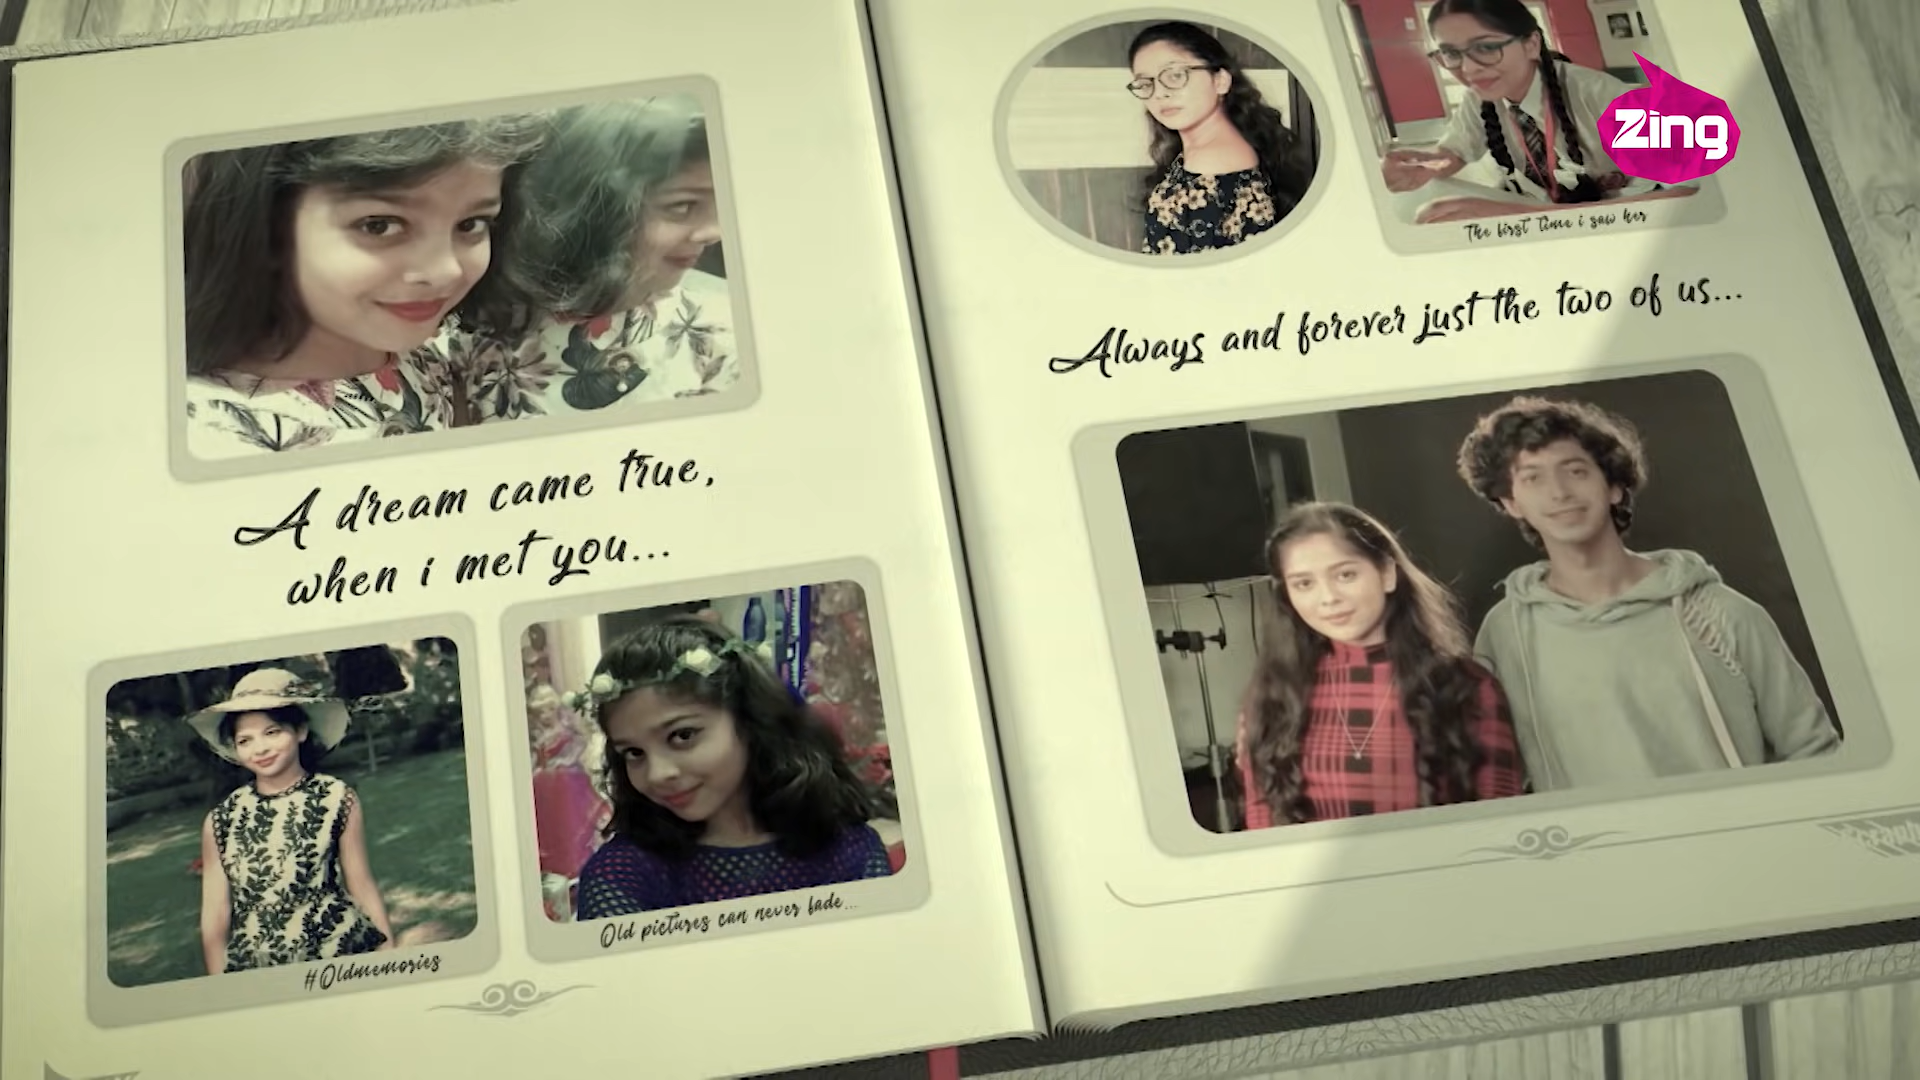 A dream came true,
when i met you...
#Oldmemories
Old pictures can never fade...
Zing
The first Time i saw her
Always and forever just the two of us...